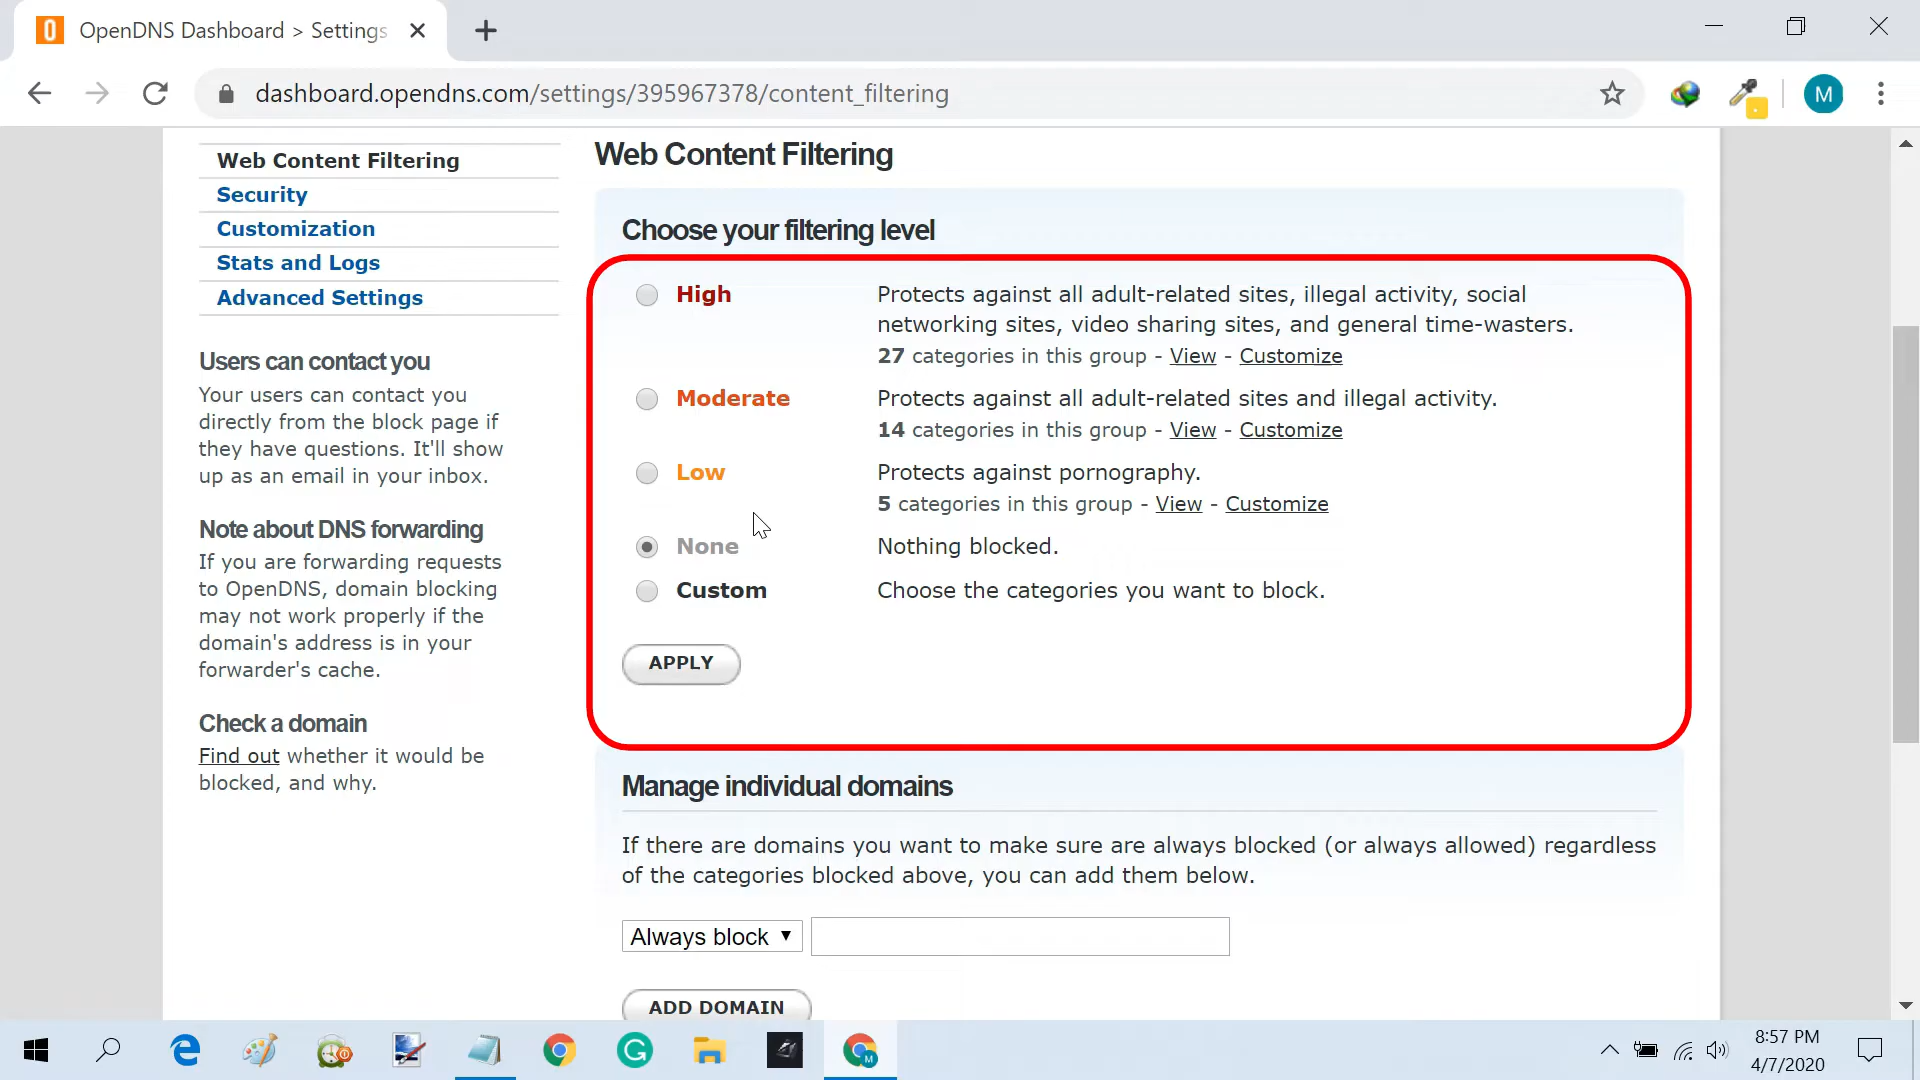 OpenDNS Dashboard > Settings
dashboard.opendns.com/settings/395967378/content_filtering
M
Web Content Filtering
Security
Customization
Stats and Logs
Advanced Settings
Users can contact you
Your users can contact you
directly from the block page if
they have questions. It'll show
up as an email in your inbox.
Note about DNS forwarding
If you are forwarding requests
to OpenDNS, domain blocking
may not work properly if the
domain's address is in your
forwarder's cache.
Check a domain
Find out whether it would be
blocked, and why.
Web Content Filtering
Choose your filtering level
High
Protects against all adult-related sites, illegal activity, social
networking sites, video sharing sites, and general time-wasters.
27 categories in this group - View - Customize
Moderate
Protects against all adult-related sites and illegal activity.
14 categories in this group - View - Customize
Low
Protects against pornography.
5 categories in this group - View - Customize
None
Nothing blocked.
Custom
Choose the categories you want to block.
APPLY
Manage individual domains
If there are domains you want to make sure are always blocked (or always allowed) regardless
of the categories blocked above, you can add them below.
Always block
ADD DOMAIN
8:57 PM
4/7/2020